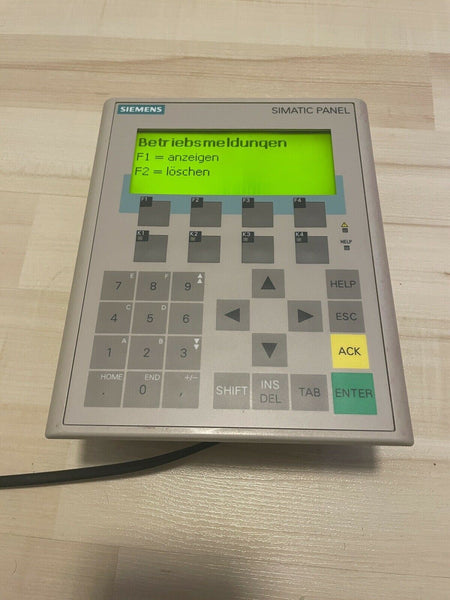 SIEMENS
SIMATIC PANEL
Betriebsmeldungen
F1 = anzeigen
F2 = löschen
F1 F2 F3 F4
K1 K2 K3 K4
HELP
7 E 8 F 9
HELP
4 C 5 D 6
ESC
1 A 2 B 3
ACK
HOME . END 0 +/- ,
SHIFT
INS
DEL
TAB
ENTER